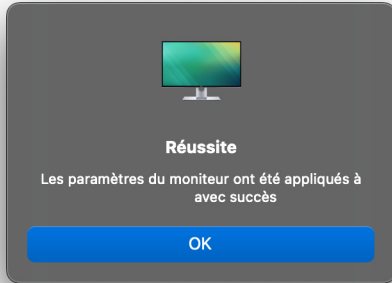 Réussite
Les paramètres du moniteur ont été appliqués à
avec succès
OK